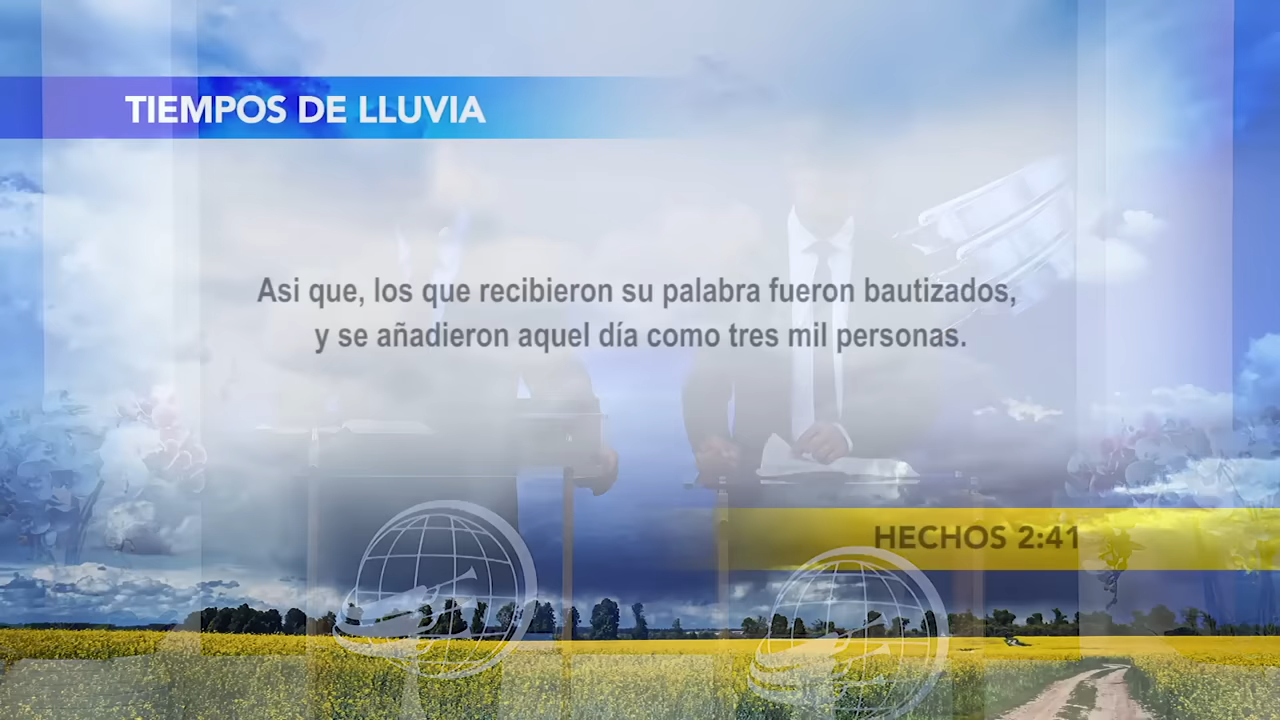 TIEMPOS DE LLUVIA
Asi que, los que recibieron su palabra fueron bautizados,
y se añadieron aquel día como tres mil personas.
HECHOS 2:41